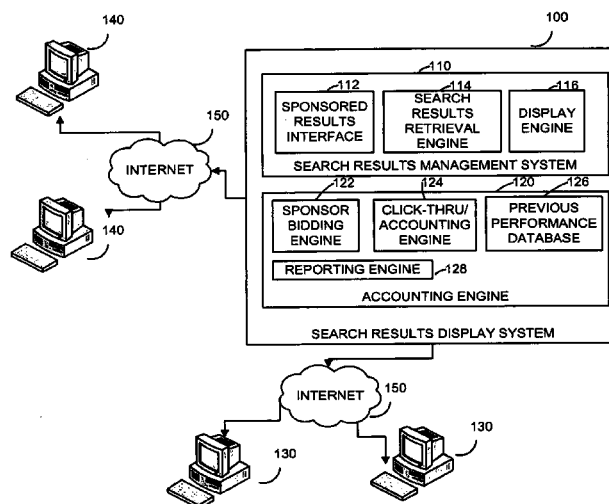 140
100
110
112
114
116
SPONSORED
RESULTS
INTERFACE
SEARCH
RESULTS
RETRIEVAL
ENGINE
DISPLAY
ENGINE
150
INTERNET
SEARCH RESULTS MANAGEMENT SYSTEM
122
124
120
126
SPONSOR
BIDDING
ENGINE
CLICK-THRU/
ACCOUNTING
ENGINE
PREVIOUS
PERFORMANCE
DATABASE
140
REPORTING ENGINE
128
ACCOUNTING ENGINE
SEARCH RESULTS DISPLAY SYSTEM
INTERNET
150
130
130